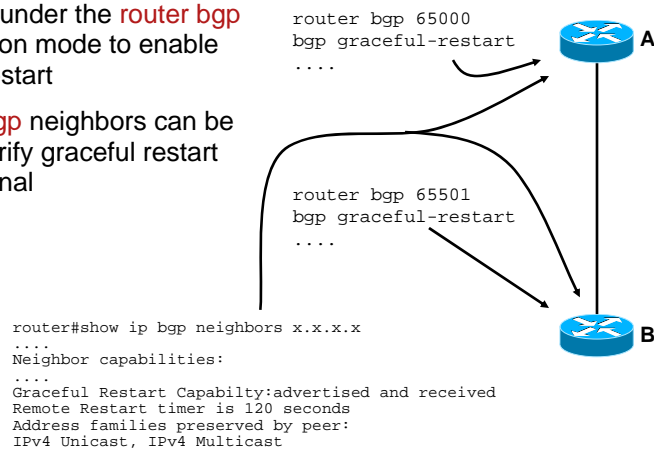 under the router bgp
on mode to enable
start
gp neighbors can be
rify graceful restart
nal
router bgp 65000
bgp graceful-restart
....
A
router bgp 65501
bgp graceful-restart
....
B
router#show ip bgp neighbors x.x.x.x
....
Neighbor capabilities:
....
Graceful Restart Capabilty:advertised and received
Remote Restart timer is 120 seconds
Address families preserved by peer:
IPv4 Unicast, IPv4 Multicast